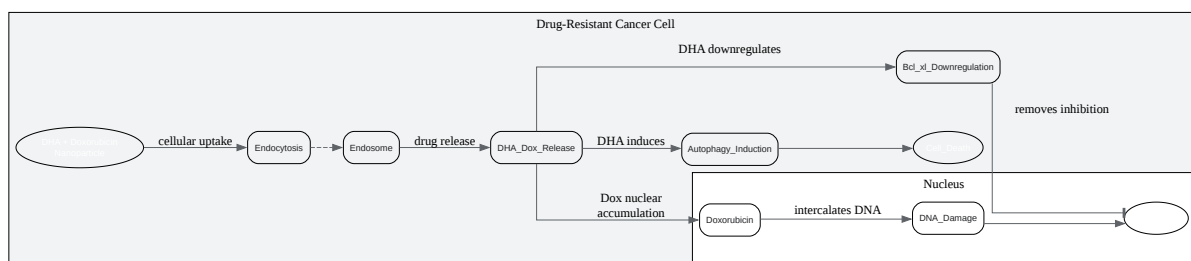 Drug-Resistant Cancer Cell
DHA downregulates
Bcl_xl_Downregulation
removes inhibition
cellular uptake
Endocytosis
Endosome
drug release
DHA_Dox_Release
DHA induces
Autophagy_Induction
Cell_Death
Nucleus
Dox nuclear
accumulation
Doxorubicin
intercalates DNA
DNA_Damage